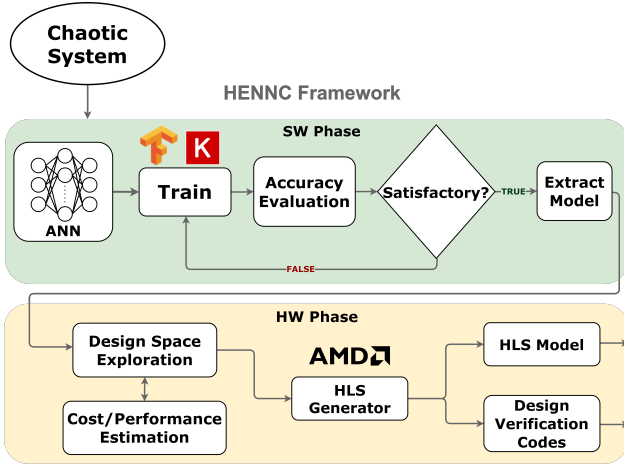 Chaotic
System
HENNC Framework
SW Phase
K
ANN
Train
Accuracy
Evaluation
Satisfactory?
TRUE
Extract
Model
FALSE
HW Phase
Design Space
Exploration
AMD
HLS Model
HLS
Generator
Cost/Performance
Estimation
Design
Verification
Codes